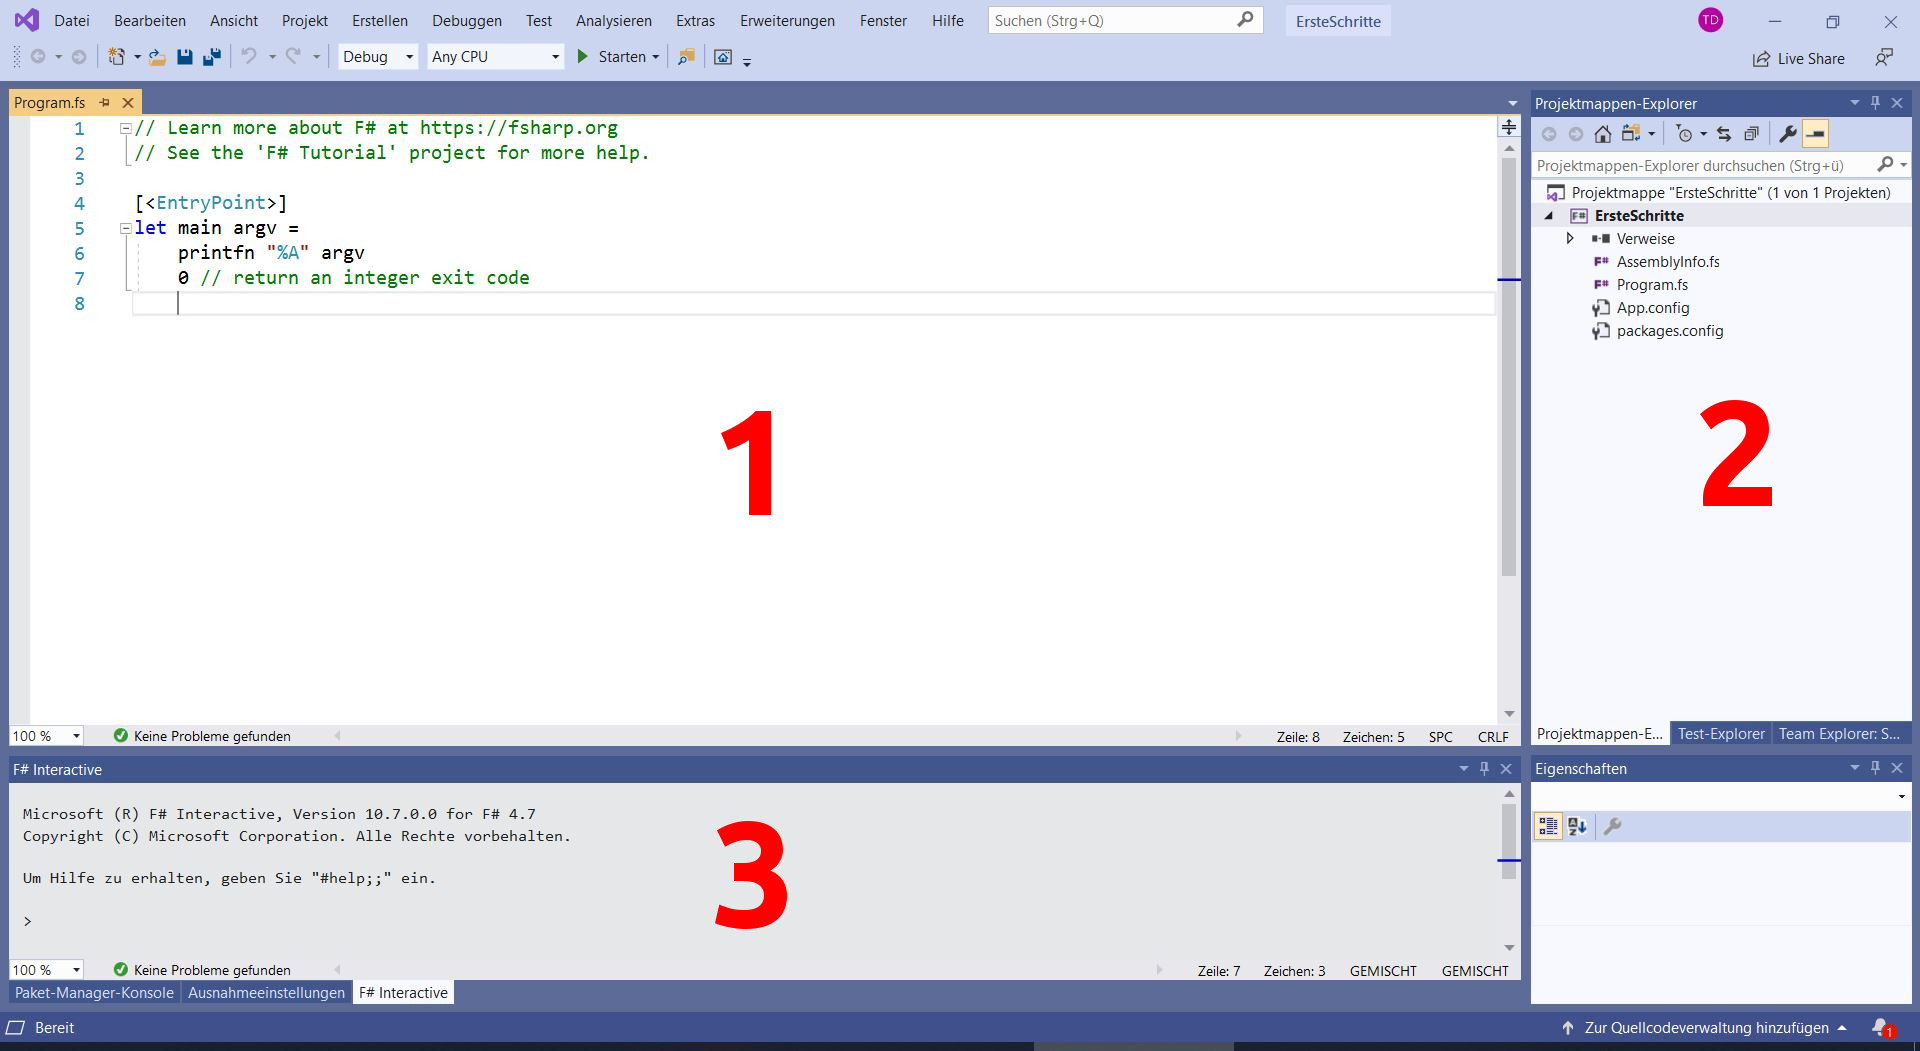 Datei Bearbeiten Ansicht Projekt Erstellen Debuggen Test Analysieren Extras Erweiterungen Fenster Hilfe Suchen (Strg+Q) ErsteSchritte TD
Debug Any CPU Starten Live Share
Program.fs
1 // Learn more about F# at https://fsharp.org
2 // See the 'F# Tutorial' project for more help.
3
4 [<EntryPoint>]
5 let main argv =
6 printfn "%A" argv
7 0 // return an integer exit code
8
1
100 % Keine Probleme gefunden Zeile: 8 Zeichen: 5 SPC CRLF
Projektmappen-Explorer
Projektmappen-Explorer durchsuchen (Strg+ü)
Projektmappe "ErsteSchritte" (1 von 1 Projekten)
F# ErsteSchritte
Verweise
F# AssemblyInfo.fs
F# Program.fs
App.config
packages.config
2
Projektmappen-E... Test-Explorer Team Explorer: S...
F# Interactive
Microsoft (R) F# Interactive, Version 10.7.0.0 for F# 4.7
Copyright (C) Microsoft Corporation. Alle Rechte vorbehalten.
Um Hilfe zu erhalten, geben Sie "#help;;" ein.
>
3
100 % Keine Probleme gefunden Zeile: 7 Zeichen: 3 GEMISCHT GEMISCHT
Paket-Manager-Konsole Ausnahmeeinstellungen F# Interactive
Eigenschaften
A
Z
Bereit Zur Quellcodeverwaltung hinzufügen 1